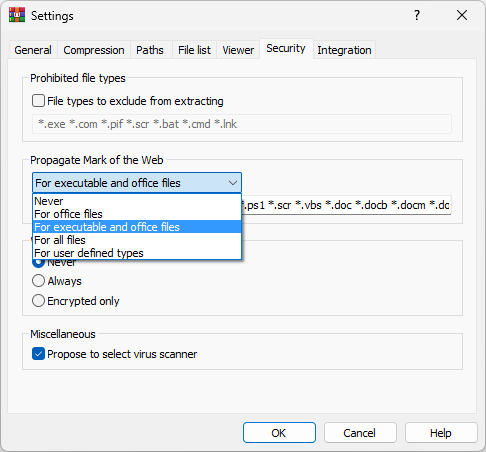 Settings
?
General Compression Paths File list Viewer Security Integration
Prohibited file types
File types to exclude from extracting
*.exe *.com *.pif *.scr *.bat *.cmd *.lnk
Propagate Mark of the Web
For executable and office files
Never
For office files
*.ps1 *.scr *.vbs *.doc *.docb *.docm *.do
For executable and office files
For all files
For user defined types
Never
Always
Encrypted only
Miscellaneous
Propose to select virus scanner
OK Cancel Help